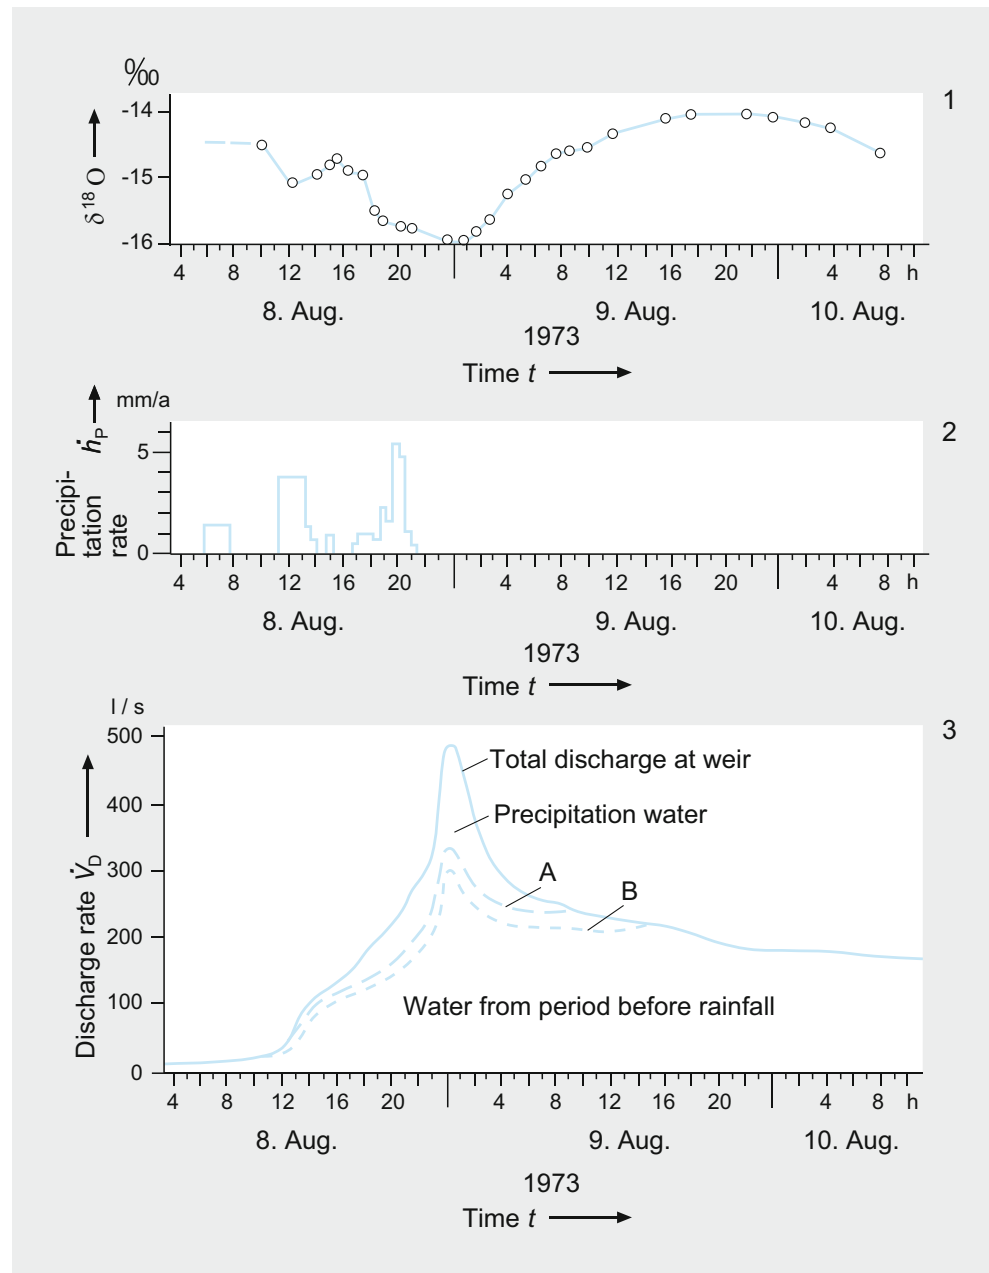 ‰
1
-14
-15
-16
δ¹⁸O
4 8 12 16 20 4 8 12 16 20 4 8 h
8. Aug. 9. Aug. 10. Aug.
1973
Time t
mm/a
2
5
0
Precipi-
tation
rate
ḣP
4 8 12 16 20 4 8 12 16 20 4 8 h
8. Aug. 9. Aug. 10. Aug.
1973
Time t
l / s
3
500
400
300
200
100
0
Discharge rate V̇D
Total discharge at weir
Precipitation water
A
B
Water from period before rainfall
4 8 12 16 20 4 8 12 16 20 4 8 h
8. Aug. 9. Aug. 10. Aug.
1973
Time t